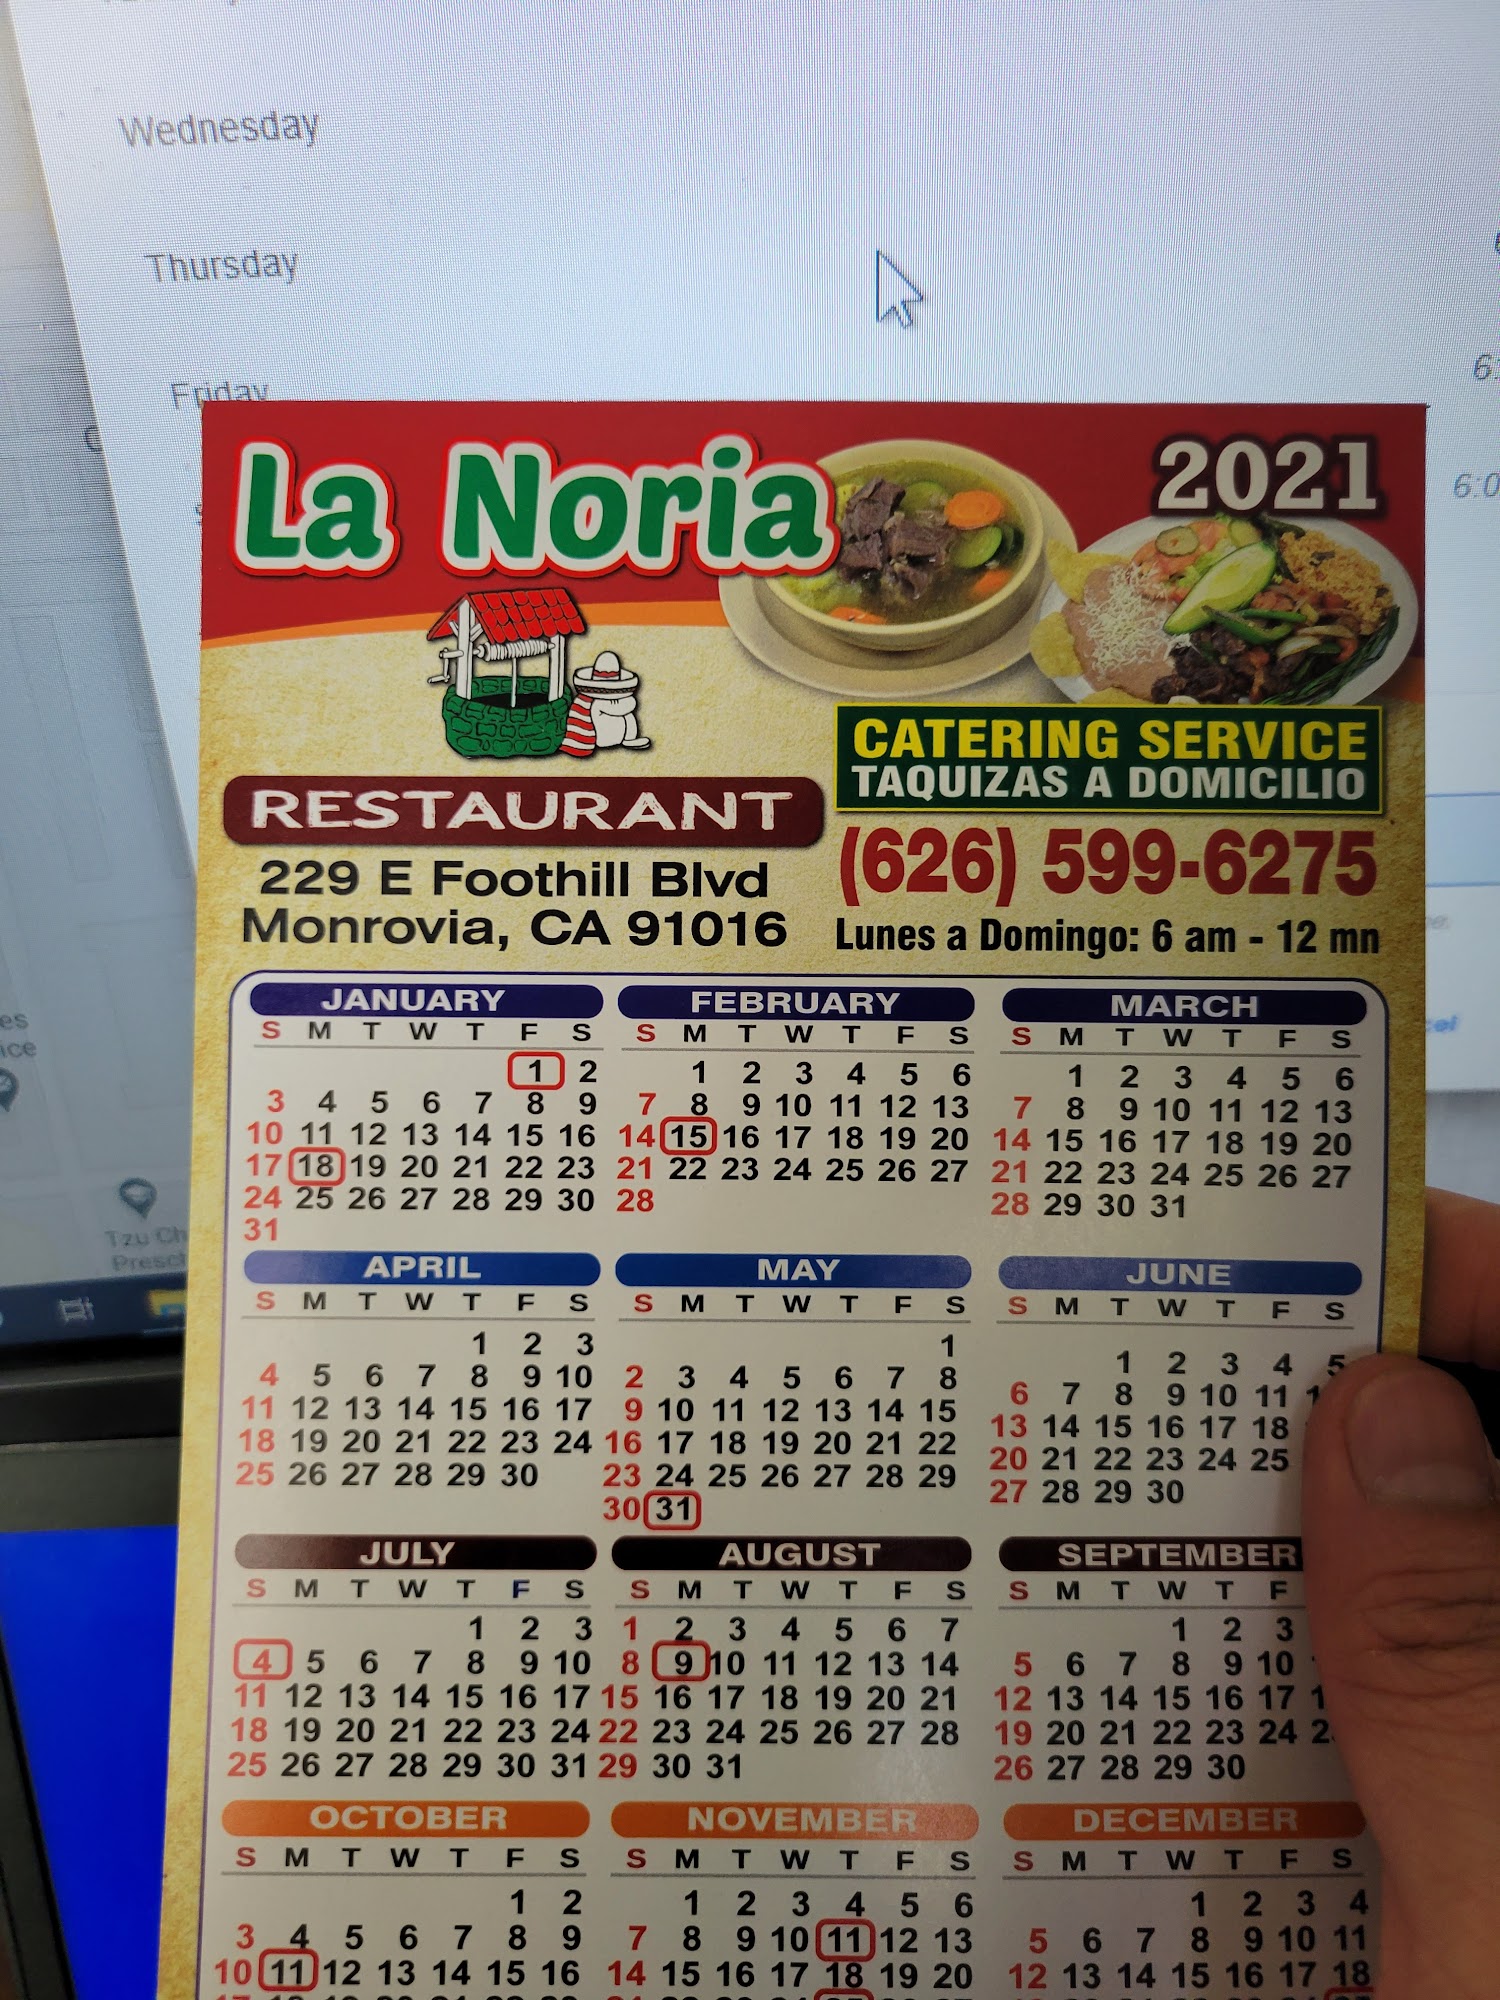 Wednesday
Thursday
Friday
La Noria
2021
CATERING SERVICE
TAQUIZAS A DOMICILIO
RESTAURANT
(626) 599-6275
229 E Foothill Blvd
Monrovia, CA 91016
Lunes a Domingo: 6 am - 12 mn
JANUARY
S M T W T F S
1 2
3 4 5 6 7 8 9
10 11 12 13 14 15 16
17 18 19 20 21 22 23
24 25 26 27 28 29 30
31
FEBRUARY
S M T W T F S
1 2 3 4 5 6
7 8 9 10 11 12 13
14 15 16 17 18 19 20
21 22 23 24 25 26 27
28
MARCH
S M T W T F S
1 2 3 4 5 6
7 8 9 10 11 12 13
14 15 16 17 18 19 20
21 22 23 24 25 26 27
28 29 30 31
APRIL
S M T W T F S
1 2 3
4 5 6 7 8 9 10
11 12 13 14 15 16 17
18 19 20 21 22 23 24
25 26 27 28 29 30
MAY
S M T W T F S
1
2 3 4 5 6 7 8
9 10 11 12 13 14 15
16 17 18 19 20 21 22
23 24 25 26 27 28 29
30 31
JUNE
S M T W T F S
1 2 3 4 5
6 7 8 9 10 11
13 14 15 16 17 18
20 21 22 23 24 25
27 28 29 30
JULY
S M T W T F S
1 2 3
4 5 6 7 8 9 10
11 12 13 14 15 16 17
18 19 20 21 22 23 24
25 26 27 28 29 30 31
AUGUST
S M T W T F S
1 2 3 4 5 6 7
8 9 10 11 12 13 14
15 16 17 18 19 20 21
22 23 24 25 26 27 28
29 30 31
SEPTEMBER
S M T W T F
1 2 3
5 6 7 8 9 10
12 13 14 15 16 17
19 20 21 22 23 24
26 27 28 29 30
OCTOBER
S M T W T F S
1 2
3 4 5 6 7 8 9
10 11 12 13 14 15 16
NOVEMBER
S M T W T F S
1 2 3 4 5 6
7 8 9 10 11 12 13
14 15 16 17 18 19 20
DECEMBER
S M T W T F S
1 2 3 4
5 6 7 8 9 10 11
12 13 14 15 16 17 18
Tzu Ch
Presc